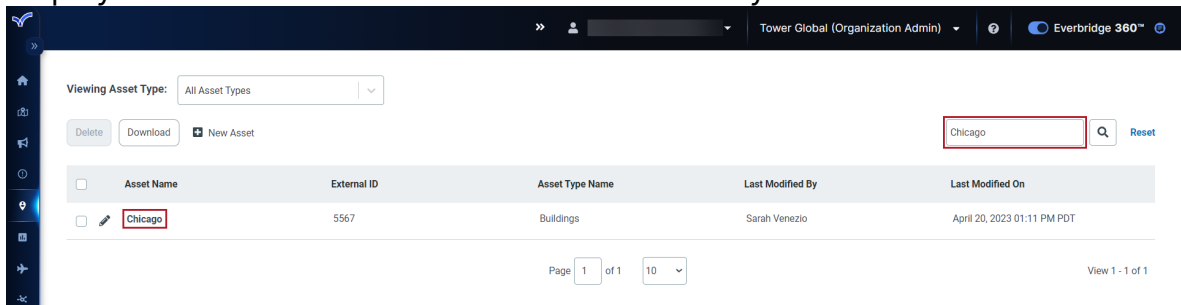 » Tower Global (Organization Admin) ? Everbridge 360™
»
Viewing Asset Type: All Asset Types
Delete Download New Asset Chicago Reset
Asset Name External ID Asset Type Name Last Modified By Last Modified On
Chicago 5567 Buildings Sarah Venezio April 20, 2023 01:11 PM PDT
Page 1 of 1 10 View 1 - 1 of 1